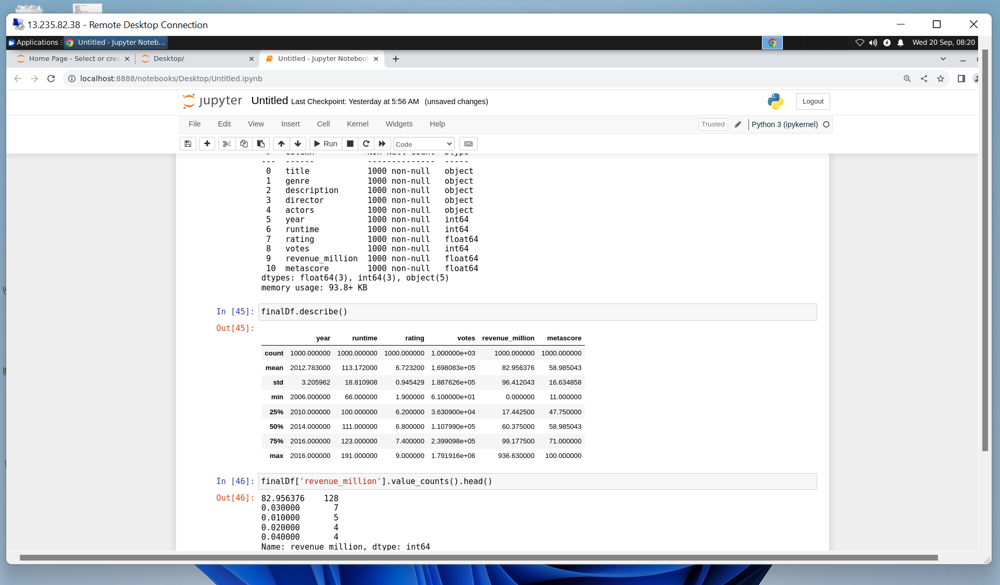 13.235.82.38 - Remote Desktop Connection
Applications
Untitled - Jupyter Noteb...
Wed 20 Sep, 08:20
Home Page - Select or crea
Desktop/
Untitled - Jupyter Notebook
localhost:8888/notebooks/Desktop/Untitled.ipynb
jupyter Untitled Last Checkpoint: Yesterday at 5:56 AM (unsaved changes)
Logout
File Edit View Insert Cell Kernel Widgets Help
Trusted
Python 3 (ipykernel)
Run
Code
# Column Non-Null Count Dtype
--- ------ -------------- -----
0 title 1000 non-null object
1 genre 1000 non-null object
2 description 1000 non-null object
3 director 1000 non-null object
4 actors 1000 non-null object
5 year 1000 non-null int64
6 runtime 1000 non-null int64
7 rating 1000 non-null float64
8 votes 1000 non-null int64
9 revenue_million 1000 non-null float64
10 metascore 1000 non-null float64
dtypes: float64(3), int64(3), object(5)
memory usage: 93.8+ KB
In [45]: finalDf.describe()
Out[45]:
year runtime rating votes revenue_million metascore
count 1000.000000 1000.000000 1000.000000 1.000000e+03 1000.000000 1000.000000
mean 2012.783000 113.172000 6.723200 1.698083e+05 82.956376 58.985043
std 3.205962 18.810908 0.945429 1.887626e+05 96.412043 16.634858
min 2006.000000 66.000000 1.900000 6.100000e+01 0.000000 11.000000
25% 2010.000000 100.000000 6.200000 3.630900e+04 17.442500 47.750000
50% 2014.000000 111.000000 6.800000 1.107990e+05 60.375000 58.985043
75% 2016.000000 123.000000 7.400000 2.399098e+05 99.177500 71.000000
max 2016.000000 191.000000 9.000000 1.791916e+06 936.630000 100.000000
In [46]: finalDf['revenue_million'].value_counts().head()
Out[46]: 82.956376 128
0.030000 7
0.010000 5
0.020000 4
0.040000 4
Name: revenue_million, dtype: int64